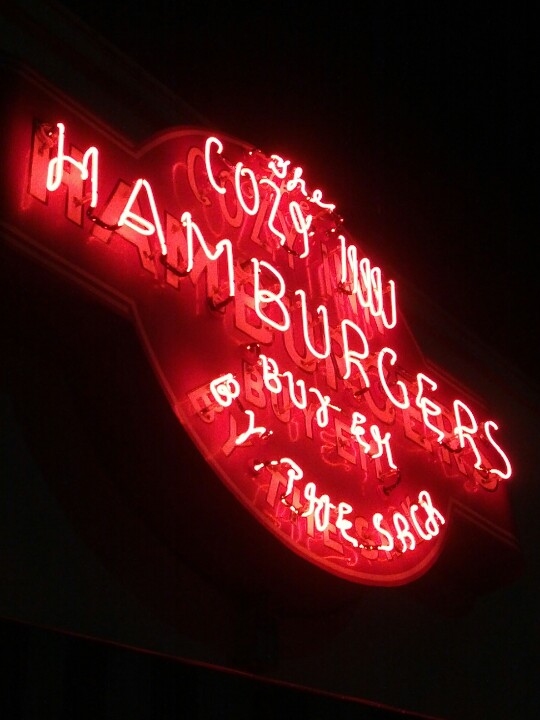 The
COZY INN
HAMBURGERS
BUY 'EM
BY THE SACK